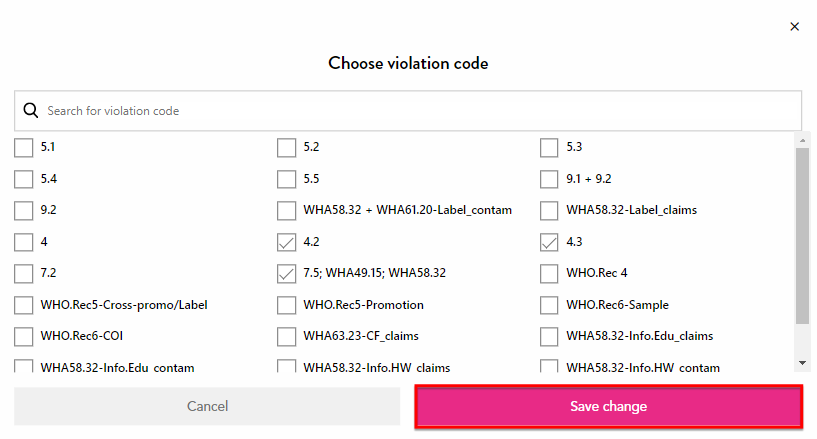 ×
Choose violation code
Search for violation code
5.1 5.2 5.3
5.4 5.5 9.1 + 9.2
9.2 WHA58.32 + WHA61.20-Label_contam WHA58.32-Label_claims
4 4.2 4.3
7.2 7.5; WHA49.15; WHA58.32 WHO.Rec 4
WHO.Rec5-Cross-promo/Label WHO.Rec5-Promotion WHO.Rec6-Sample
WHO.Rec6-COI WHA63.23-CF_claims WHA58.32-Info.Edu_claims
WHA58.32-Info.Edu_contam WHA58.32-Info.HW_claims WHA58.32-Info.HW_contam
Cancel Save change